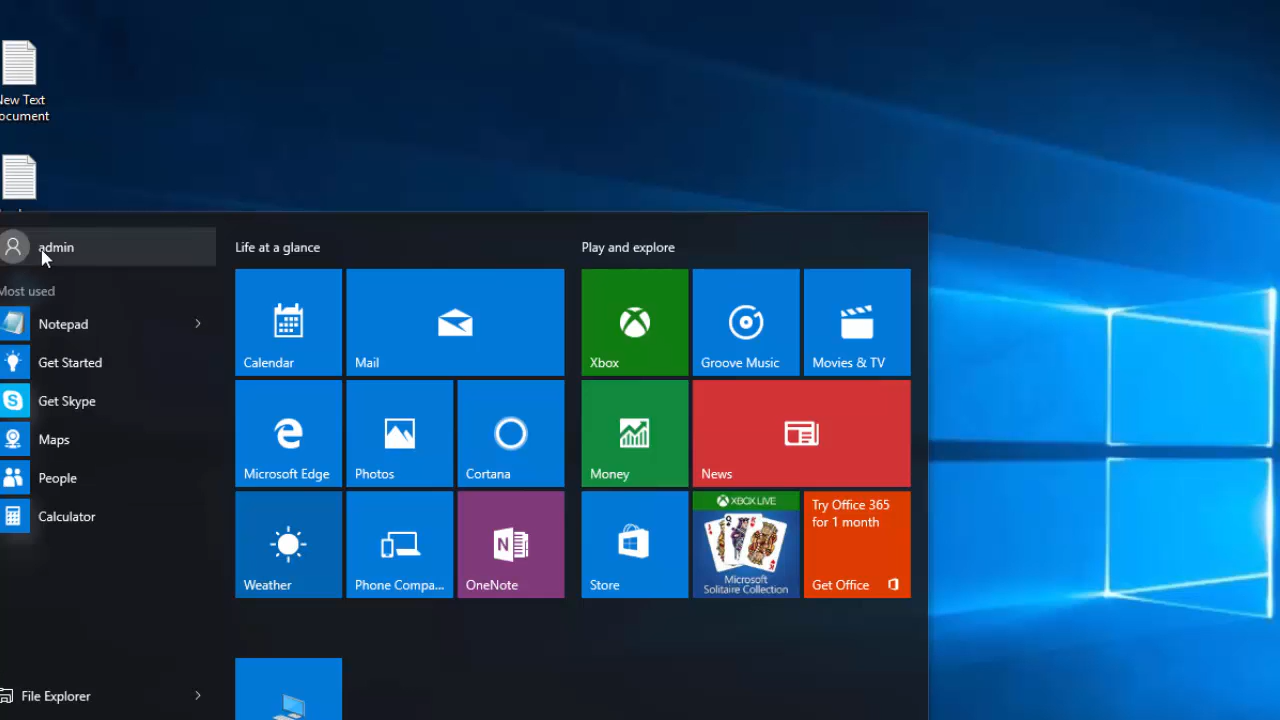 New Text
ocument
admin
Most used
Notepad
Get Started
Get Skype
Maps
People
Calculator
File Explorer
Life at a glance
Calendar
Mail
Microsoft Edge
Photos
Cortana
Weather
Phone Compa...
OneNote
Play and explore
Xbox
Groove Music
Movies & TV
Money
News
Store
XBOX LIVE
Microsoft
Solitaire Collection
Try Office 365
for 1 month
Get Office